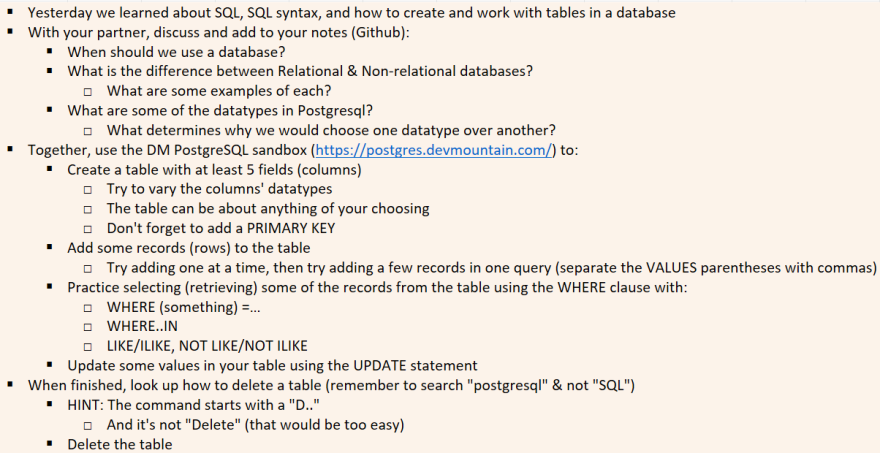 Yesterday we learned about SQL, SQL syntax, and how to create and work with tables in a database
With your partner, discuss and add to your notes (Github):
When should we use a database?
What is the difference between Relational & Non-relational databases?
What are some examples of each?
What are some of the datatypes in Postgresql?
What determines why we would choose one datatype over another?
Together, use the DM PostgreSQL sandbox (https://postgres.devmountain.com/) to:
Create a table with at least 5 fields (columns)
Try to vary the columns' datatypes
The table can be about anything of your choosing
Don't forget to add a PRIMARY KEY
Add some records (rows) to the table
Try adding one at a time, then try adding a few records in one query (separate the VALUES parentheses with commas)
Practice selecting (retrieving) some of the records from the table using the WHERE clause with:
WHERE (something) =...
WHERE..IN
LIKE/ILIKE, NOT LIKE/NOT ILIKE
Update some values in your table using the UPDATE statement
When finished, look up how to delete a table (remember to search "postgresql" & not "SQL")
HINT: The command starts with a "D.."
And it's not "Delete" (that would be too easy)
Delete the table